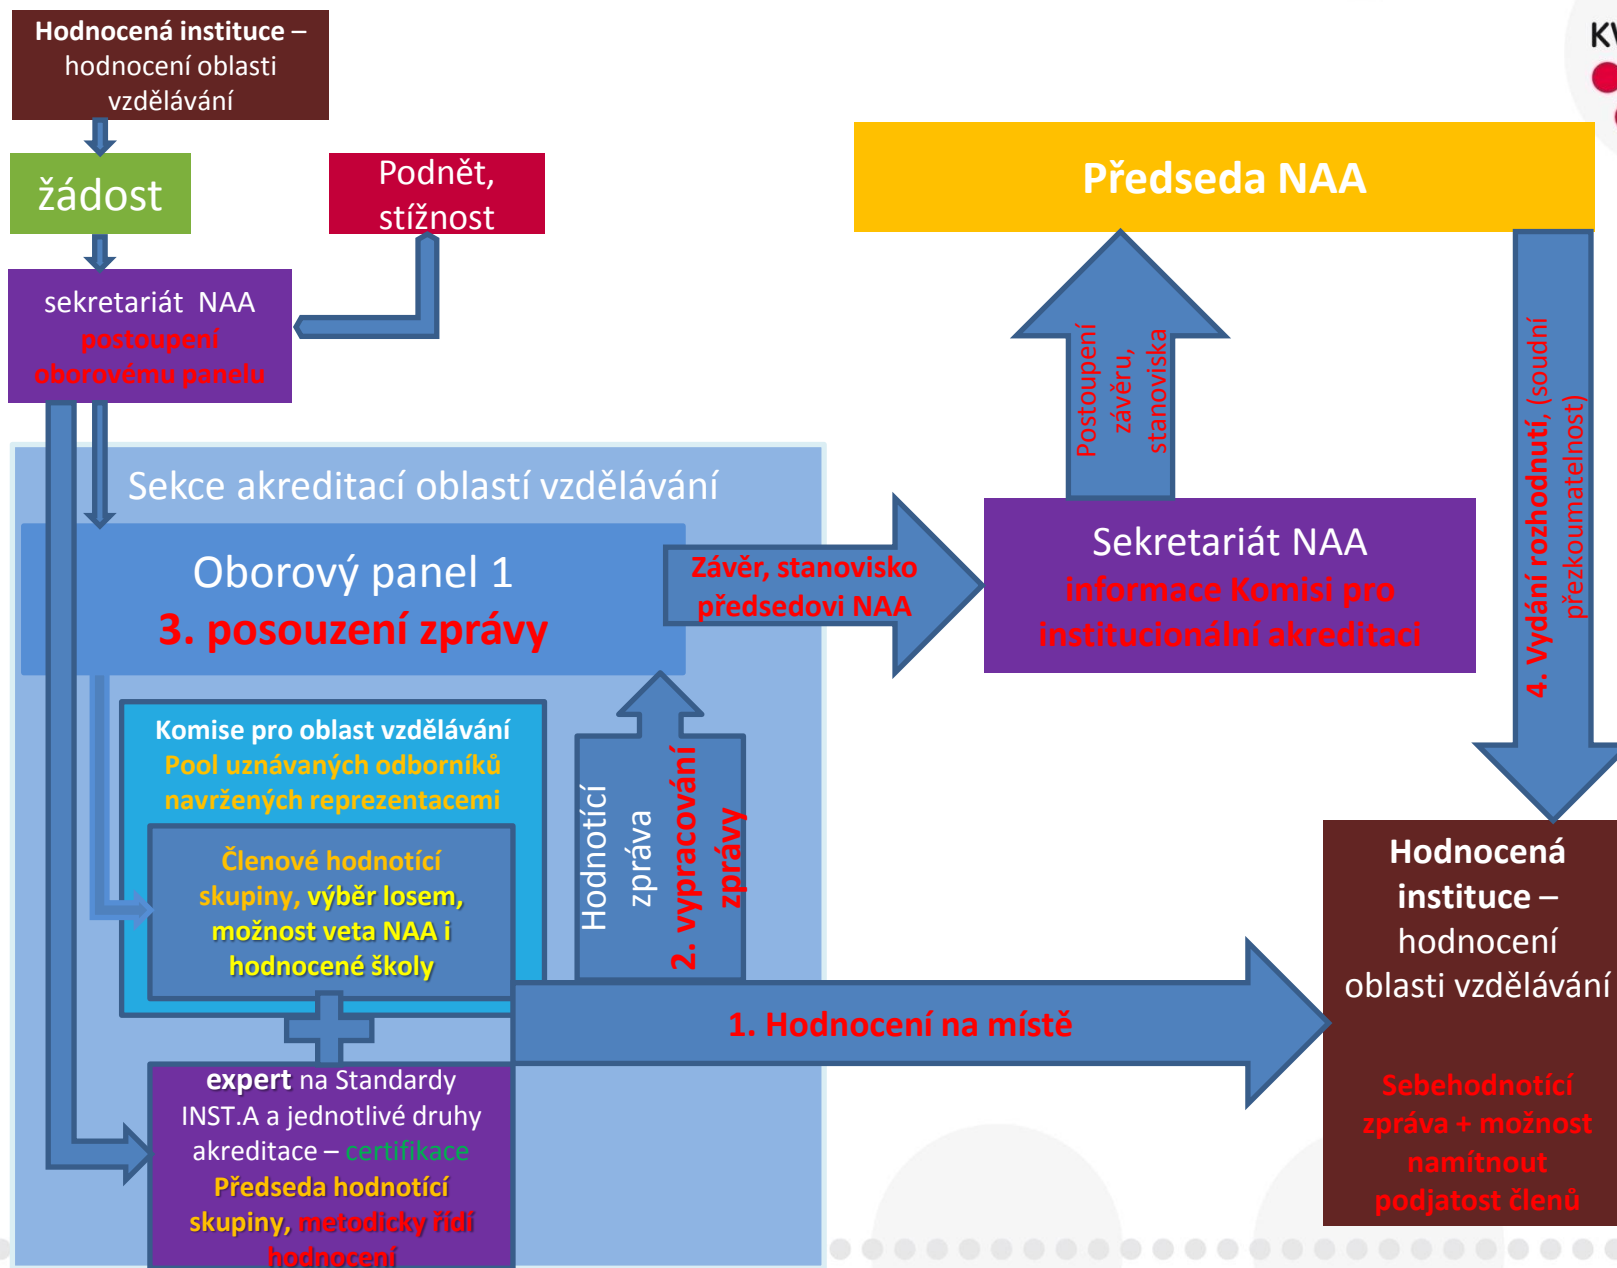 Hodnocená instituce –
hodnocení oblasti
vzdělávání
žádost
Podnět,
stížnost
sekretariát NAA
postoupení
oborovému panelu
Sekce akreditací oblastí vzdělávání
Oborový panel 1
3. posouzení zprávy
Komise pro oblast vzdělávání
Pool uznávaných odborníků
navržených reprezentacemi
Členové hodnotící
skupiny, výběr losem,
možnost veta NAA i
hodnocené školy
expert na Standardy
INST.A a jednotlivé druhy
akreditace – certifikace
Předseda hodnotící
skupiny, metodicky řídí
hodnocení
Hodnotící
zpráva
2. vypracování
zprávy
1. Hodnocení na místě
Závěr, stanovisko
předsedovi NAA
Sekretariát NAA
informace Komisi pro
institucionální akreditaci
Postoupení
závěru,
stanoviska
Předseda NAA
4. Vydání rozhodnutí, (soudní
přezkoumatelnost)
Hodnocená
instituce –
hodnocení
oblasti vzdělávání
Sebehodnotící
zpráva + možnost
namítnout
podjatost členů